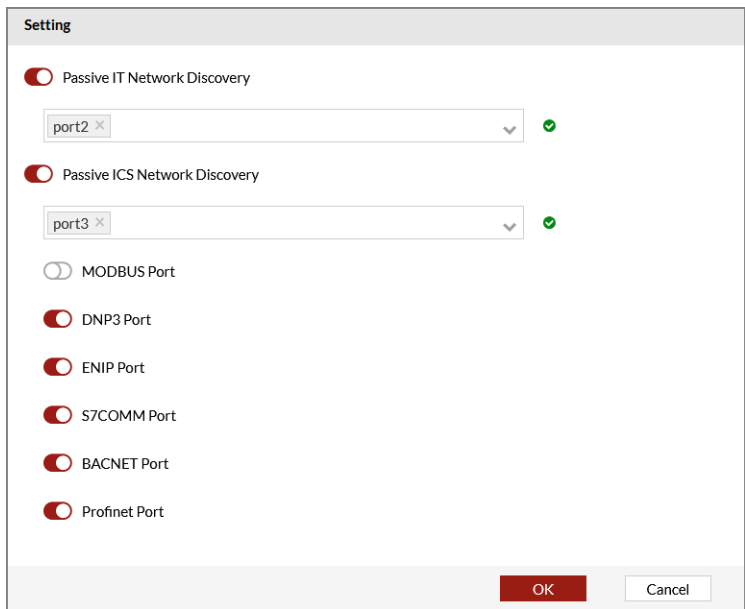 Setting
Passive IT Network Discovery
port2 ×
Passive ICS Network Discovery
port3 ×
MODBUS Port
DNP3 Port
ENIP Port
S7COMM Port
BACNET Port
Profinet Port
OK Cancel